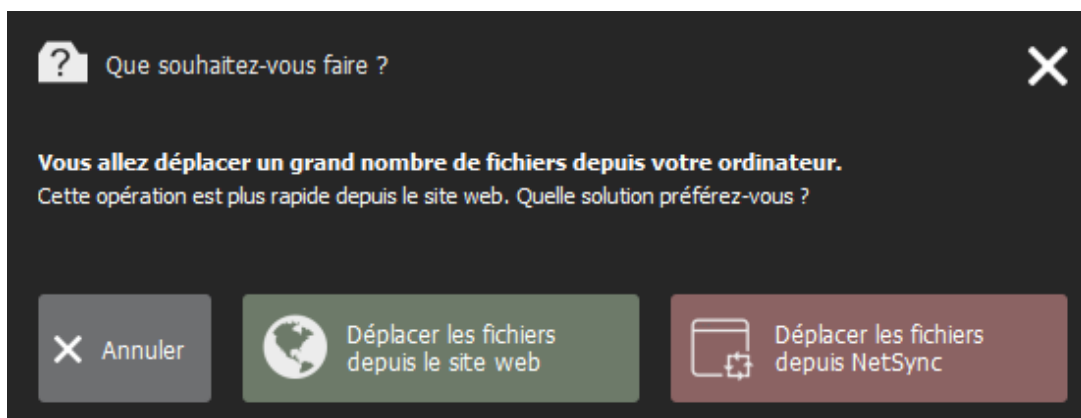 Que souhaitez-vous faire ?
Vous allez déplacer un grand nombre de fichiers depuis votre ordinateur.
Cette opération est plus rapide depuis le site web. Quelle solution préférez-vous ?
Annuler
Déplacer les fichiers
depuis le site web
Déplacer les fichiers
depuis NetSync